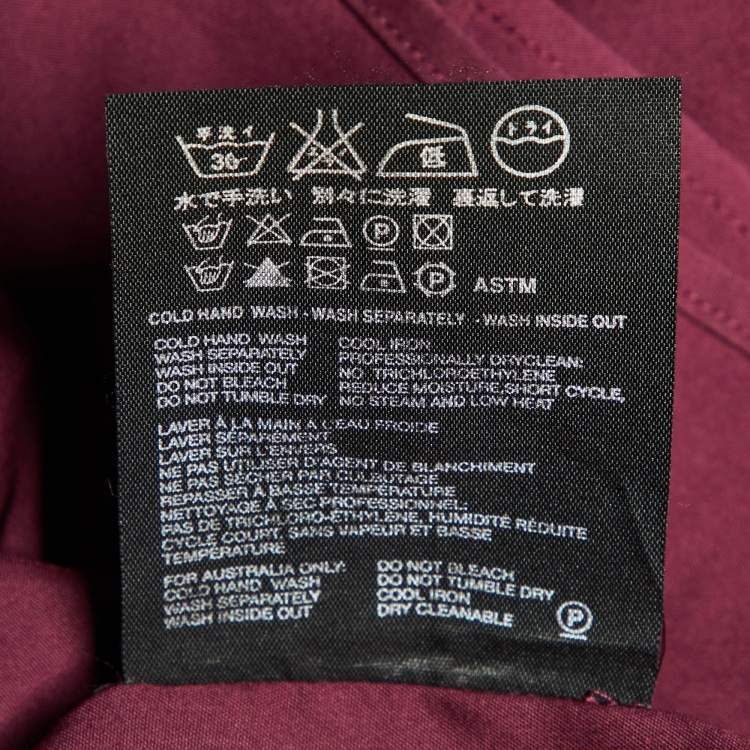 手洗イ
30
低
ドライ
水で手洗い 別々に洗濯 裏返して洗濯
P
P ASTM
COLD HAND WASH - WASH SEPARATELY - WASH INSIDE OUT
COLD HAND WASH
WASH SEPARATELY
WASH INSIDE OUT
DO NOT BLEACH
DO NOT TUMBLE DRY
COOL IRON
PROFESSIONALLY DRYCLEAN:
NO TRICHLOROETHYLENE
REDUCE MOISTURE,SHORT CYCLE,
NO STEAM AND LOW HEAT
LAVER À LA MAIN À L'EAU FROIDE
LAVER SÉPARÉMENT
LAVER SUR L'ENVERS
NE PAS UTILISER D'AGENT DE BLANCHIMENT
NE PAS SÉCHER PAR CULBUTAGE
REPASSER À BASSE TEMPÉRATURE
NETTOYAGE À SEC PROFESSIONNEL:
PAS DE TRICHLORO-ÉTHYLÈNE, HUMIDITÉ RÉDUITE
CYCLE COURT, SANS VAPEUR ET BASSE
TEMPÉRATURE
FOR AUSTRALIA ONLY:
COLD HAND WASH
WASH SEPARATELY
WASH INSIDE OUT
DO NOT BLEACH
DO NOT TUMBLE DRY
COOL IRON
DRY CLEANABLE
P